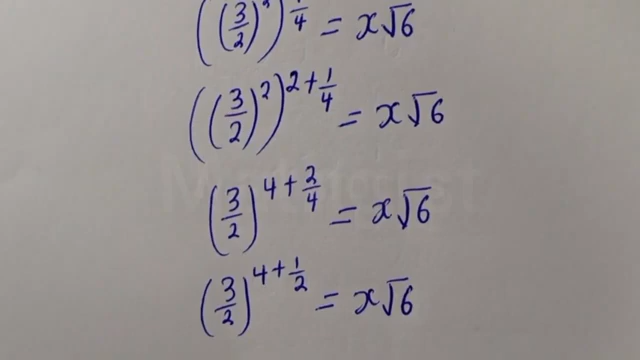 ((3/2)^2)^... 1/4 = x√6
((3/2)^2)^(2+1/4) = x√6
(3/2)^(4+2/4) = x√6
(3/2)^(4+1/2) = x√6